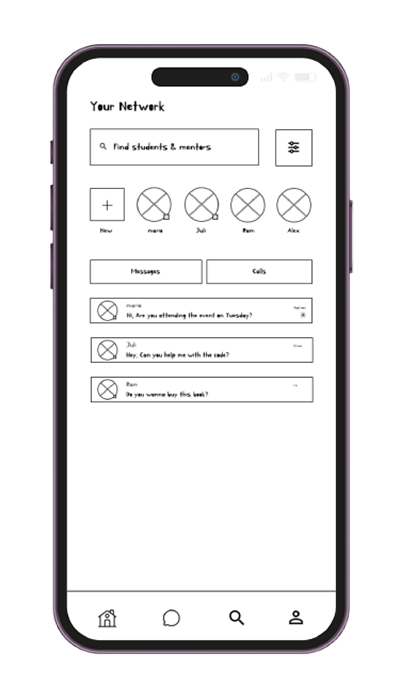 Your Network
Find students & mentors
New maria Juli Ram Alex
Messages Calls
maria
Hi, Are you attending the event on Tuesday?
Juli
Hey, Can you help me with the code?
Ram
Do you wanna buy this book?